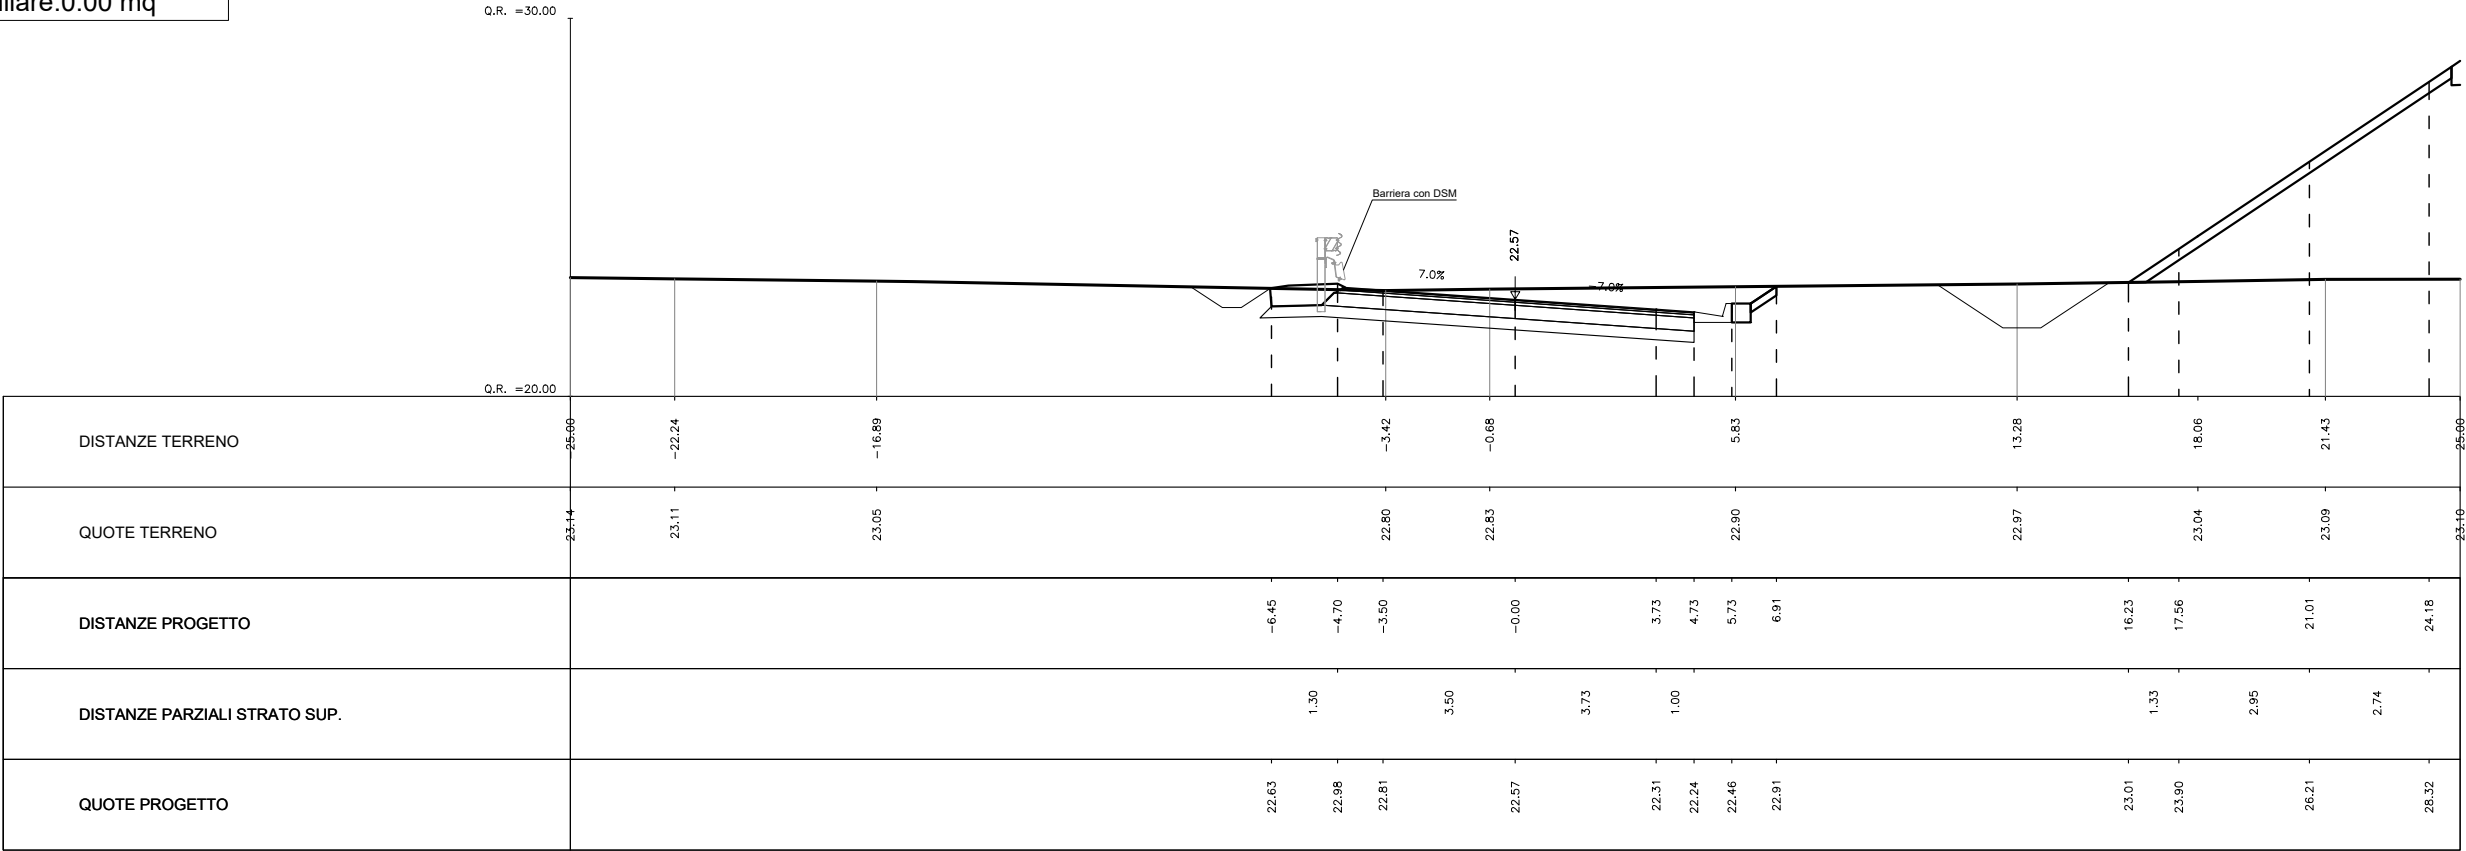 0.00 mq
Q.R. =30.00
Barriera con DSM
22.57
7.0%
-7.0%
Q.R. =20.00
DISTANZE TERRENO
-25.00 -22.24 -16.89 -3.42 -0.68 5.83 13.28 18.06 21.43 25.00
QUOTE TERRENO
23.14 23.11 23.05 22.80 22.83 22.90 22.97 23.04 23.09 23.10
DISTANZE PROGETTO
-6.45 -4.70 -3.50 -0.00 3.73 4.73 5.73 6.91 16.23 17.56 21.01 24.18
DISTANZE PARZIALI STRATO SUP.
1.30 3.50 3.73 1.00 1.33 2.95 2.74
QUOTE PROGETTO
22.63 22.98 22.81 22.57 22.31 22.24 22.46 22.91 23.01 23.90 26.21 28.32